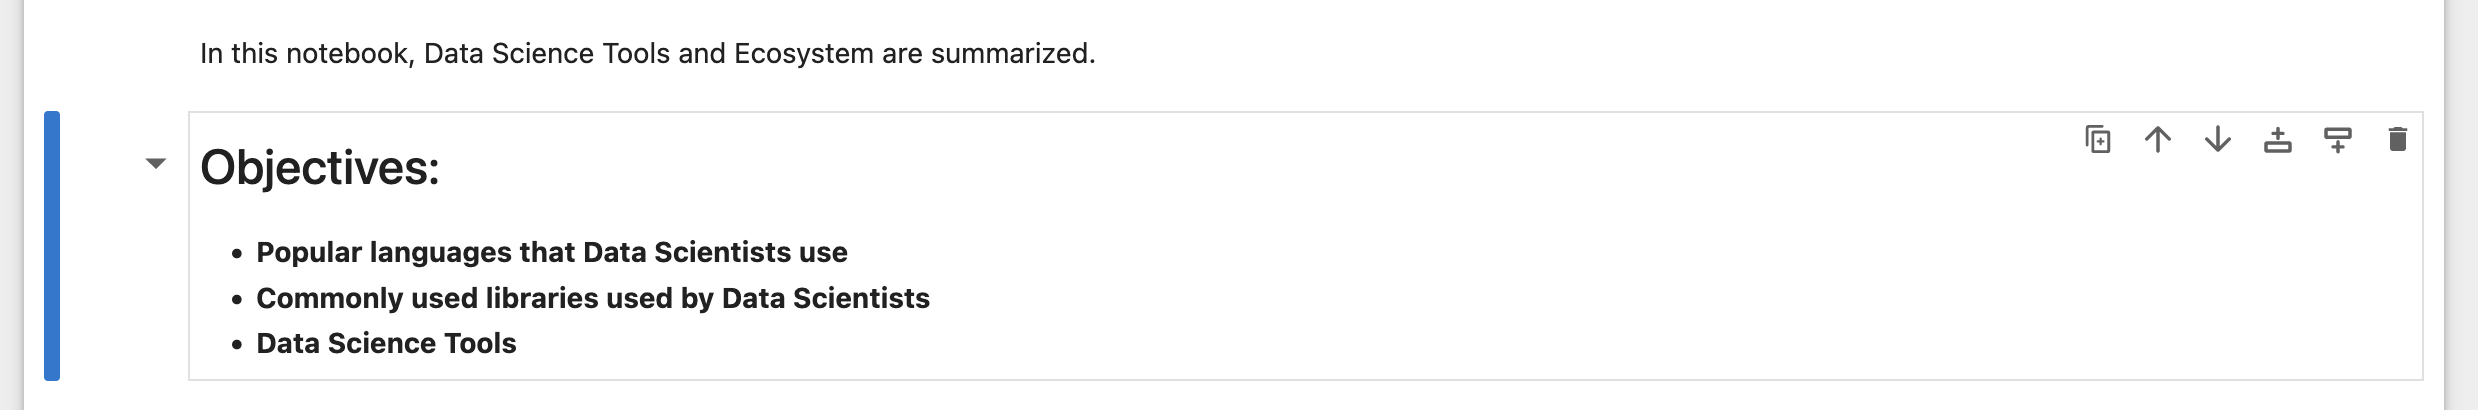 In this notebook, Data Science Tools and Ecosystem are summarized.
Objectives:
• Popular languages that Data Scientists use
• Commonly used libraries used by Data Scientists
• Data Science Tools